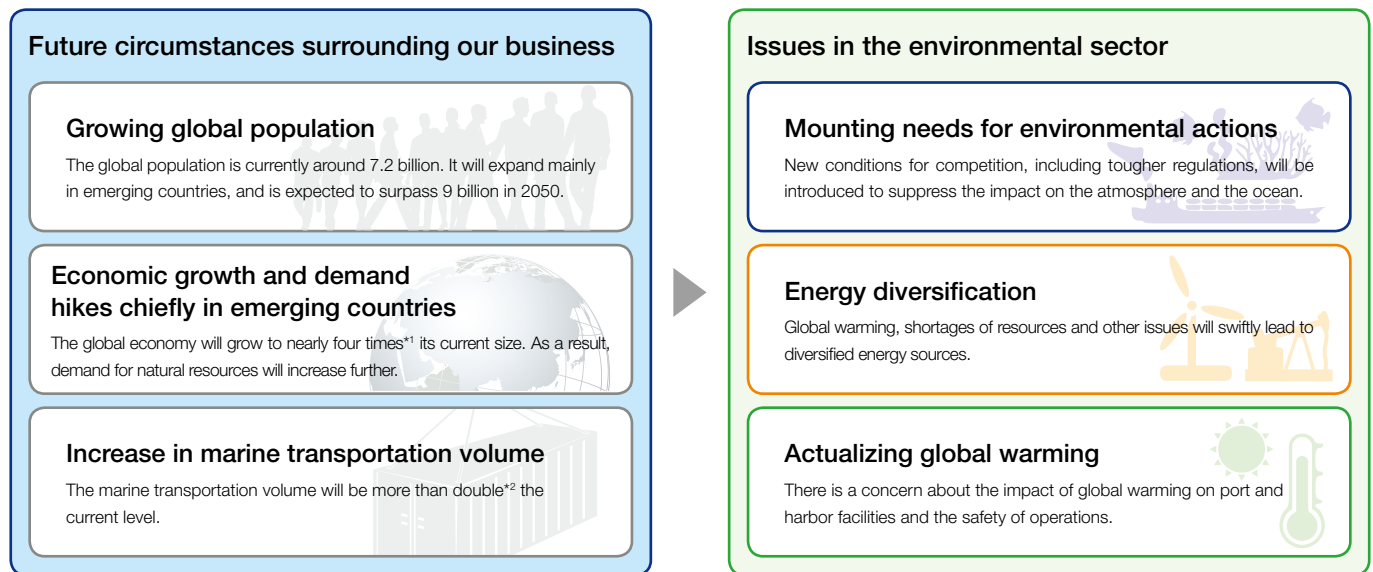 Future circumstances surrounding our business
Growing global population
The global population is currently around 7.2 billion. It will expand mainly
in emerging countries, and is expected to surpass 9 billion in 2050.
Economic growth and demand
hikes chiefly in emerging countries
The global economy will grow to nearly four times*1 its current size. As a result,
demand for natural resources will increase further.
Increase in marine transportation volume
The marine transportation volume will be more than double*2 the
current level.
Issues in the environmental sector
Mounting needs for environmental actions
New conditions for competition, including tougher regulations, will be
introduced to suppress the impact on the atmosphere and the ocean.
Energy diversification
Global warming, shortages of resources and other issues will swiftly lead to
diversified energy sources.
Actualizing global warming
There is a concern about the impact of global warming on port and
harbor facilities and the safety of operations.